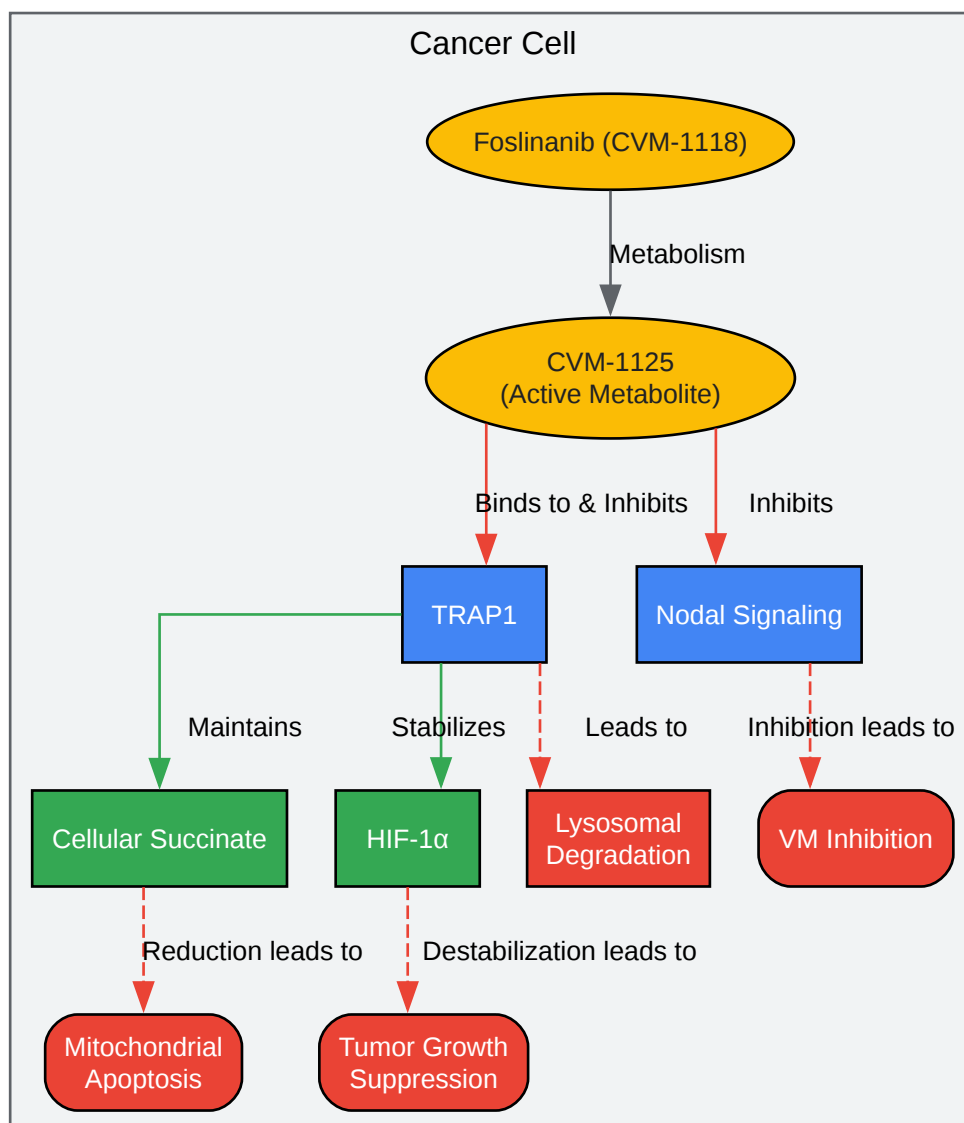 Cancer Cell
Foslinanib (CVM-1118)
Metabolism
CVM-1125
(Active Metabolite)
Binds to & Inhibits
Inhibits
TRAP1
Nodal Signaling
Maintains
Stabilizes
Leads to
Inhibition leads to
Cellular Succinate
HIF-1α
Lysosomal
Degradation
VM Inhibition
Reduction leads to
Destabilization leads to
Mitochondrial
Apoptosis
Tumor Growth
Suppression